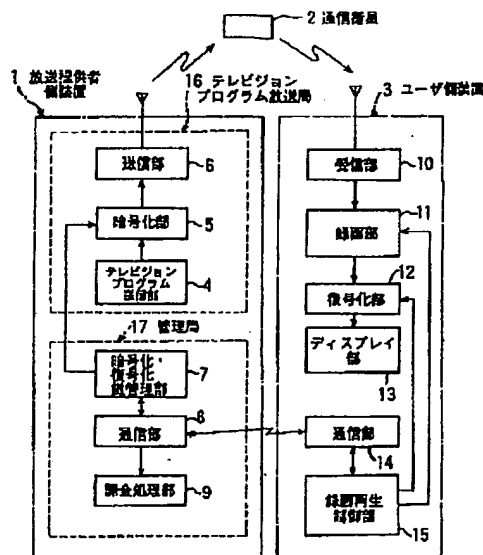 2 通信衛星
1 放送提供者
側装置
16 テレビジョン
プログラム放送局
3 ユーザ側装置
送信部
6
受信部
10
暗号化部
5
録画部
11
テレビジョン
プログラム
4
復号化部
12
ディスプレイ
部
13
17 管理局
暗号化・
復号化
鍵管理部
7
通信部
8
通信部
14
課金処理部
9
録画再生
制御部
15